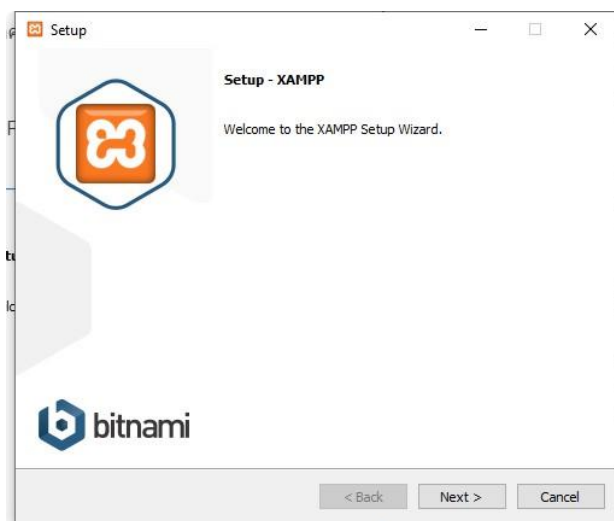 Setup
Setup - XAMPP
Welcome to the XAMPP Setup Wizard.
bitnami
< Back
Next >
Cancel